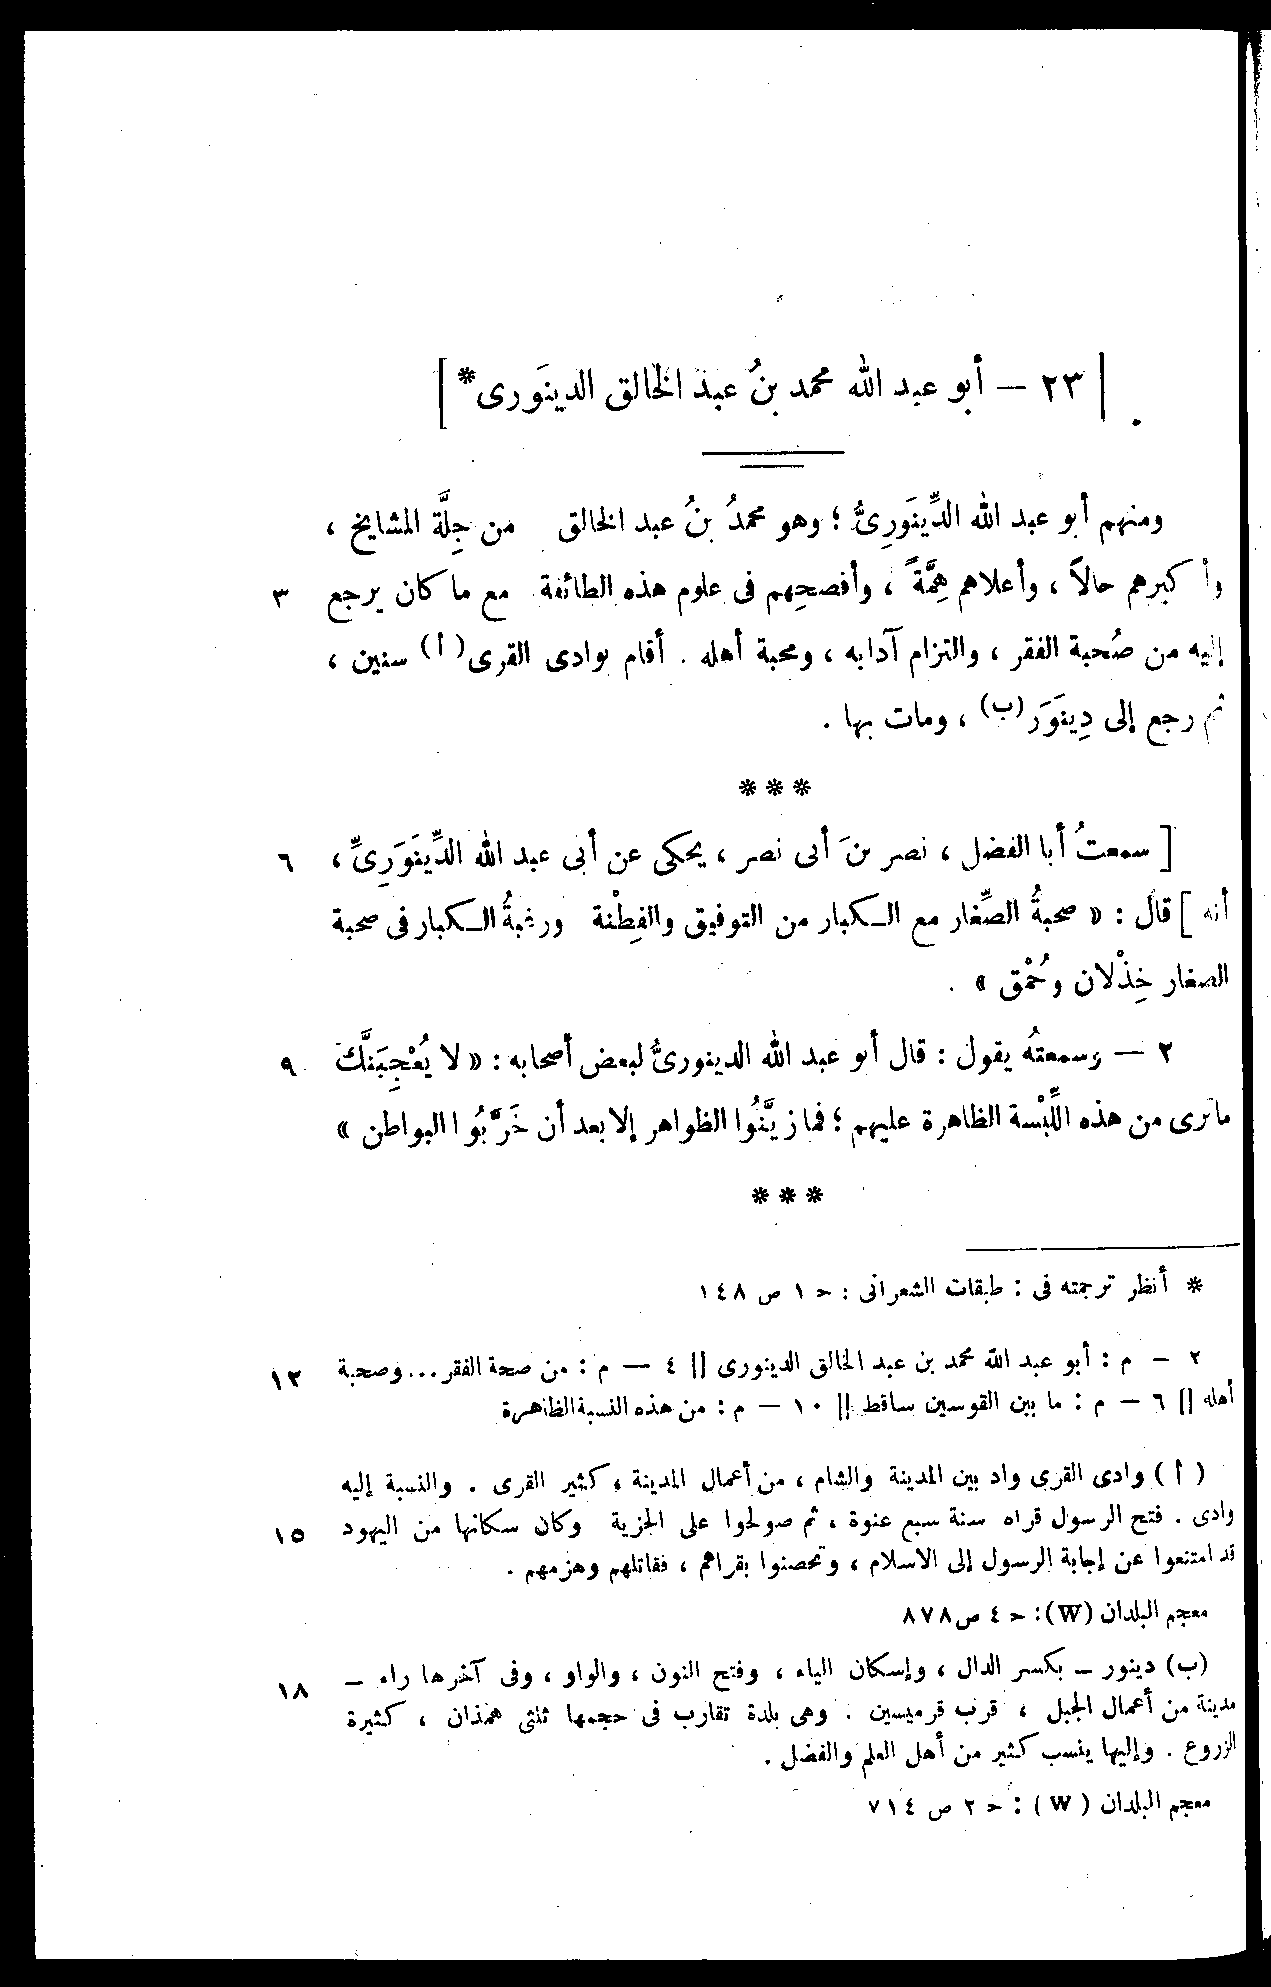 [ ٢٣ — أبو عبد الله محمد بنُ عبد الخالق الدينَورى* ]
ومنهم أبو عبد الله الدِّينَوَرِىُّ ؛ وهو محمدُ بنُ عبد الخالق من جِلَّة المشايخ ،
وأكبرهم حالاً ، وأعلاهم هِمَّةً ، وأفصحِهم فى علوم هذه الطائفة مع ما كان يرجع ٣
إليه من صُحبة الفقر ، والتزام آدابه ، ومحبة أهله . أقام بوادى القرى(أ) سنين ،
ثم رجع إلى دِينَوَر(ب) ، ومات بها .
***
[ سمعتُ أبا الفضل ، نصر بنَ أبى نصر ، يحكى عن أبى عبد الله الدِّينَوَرِىِّ ، ٦
أنه ] قال : « صحبةُ الصِّغار مع الكبار من التوفيق والفِطْنة ورغبةُ الكبار فى صحبة
الصغار خِذْلان وحُمْق » .
٢ — وسمعتهُ يقول : قال أبو عبد الله الدينورىُّ لبعض أصحابه : « لا يُعْجِبَنَّكَ ٩
ما ترى من هذه اللِّبْسة الظاهرة عليهم ؛ فما زيَّنُوا الظواهر إلا بعد أن خَرَّبُوا البواطن »
***
* أنظر ترجمته فى : طبقات الشعرانى : حـ ١ ص ١٤٨
٢ — م : أبو عبد الله محمد بن عبد الخالق الدينورى || ٤ — م : من صحة الفقر ... وصحبة ١٢
أهله || ٦ — م : ما بين القوسين ساقط || ١٠ — م : من هذه النسبة الظاهرة
( أ ) وادى القرى واد بين المدينة والشام ، من أعمال المدينة ، كثير القرى . والنسبة إليه
وادى . فتح الرسول قراه سنة سبع عنوة ، ثم صولحوا على الجزية وكان سكانها من اليهود ١٥
قد امتنعوا عن إجابة الرسول إلى الاسلام ، وتحصنوا بقراهم ، فقاتلهم وهزمهم .
معجم البلدان (W) : حـ ٤ ص ٨٧٨
(ب) دينور — بكسر الدال ، وإسكان الياء ، وفتح النون ، والواو ، وفى آخرها راء — ١٨
مدينة من أعمال الجبل ، قرب قرميسين . وهى بلدة تقارب فى حجمها ثلثى همذان ، كثيرة
الزروع . وإليها ينسب كثير من أهل العلم والفضل .
معجم البلدان ( W ) : حـ ٢ ص ٧١٤